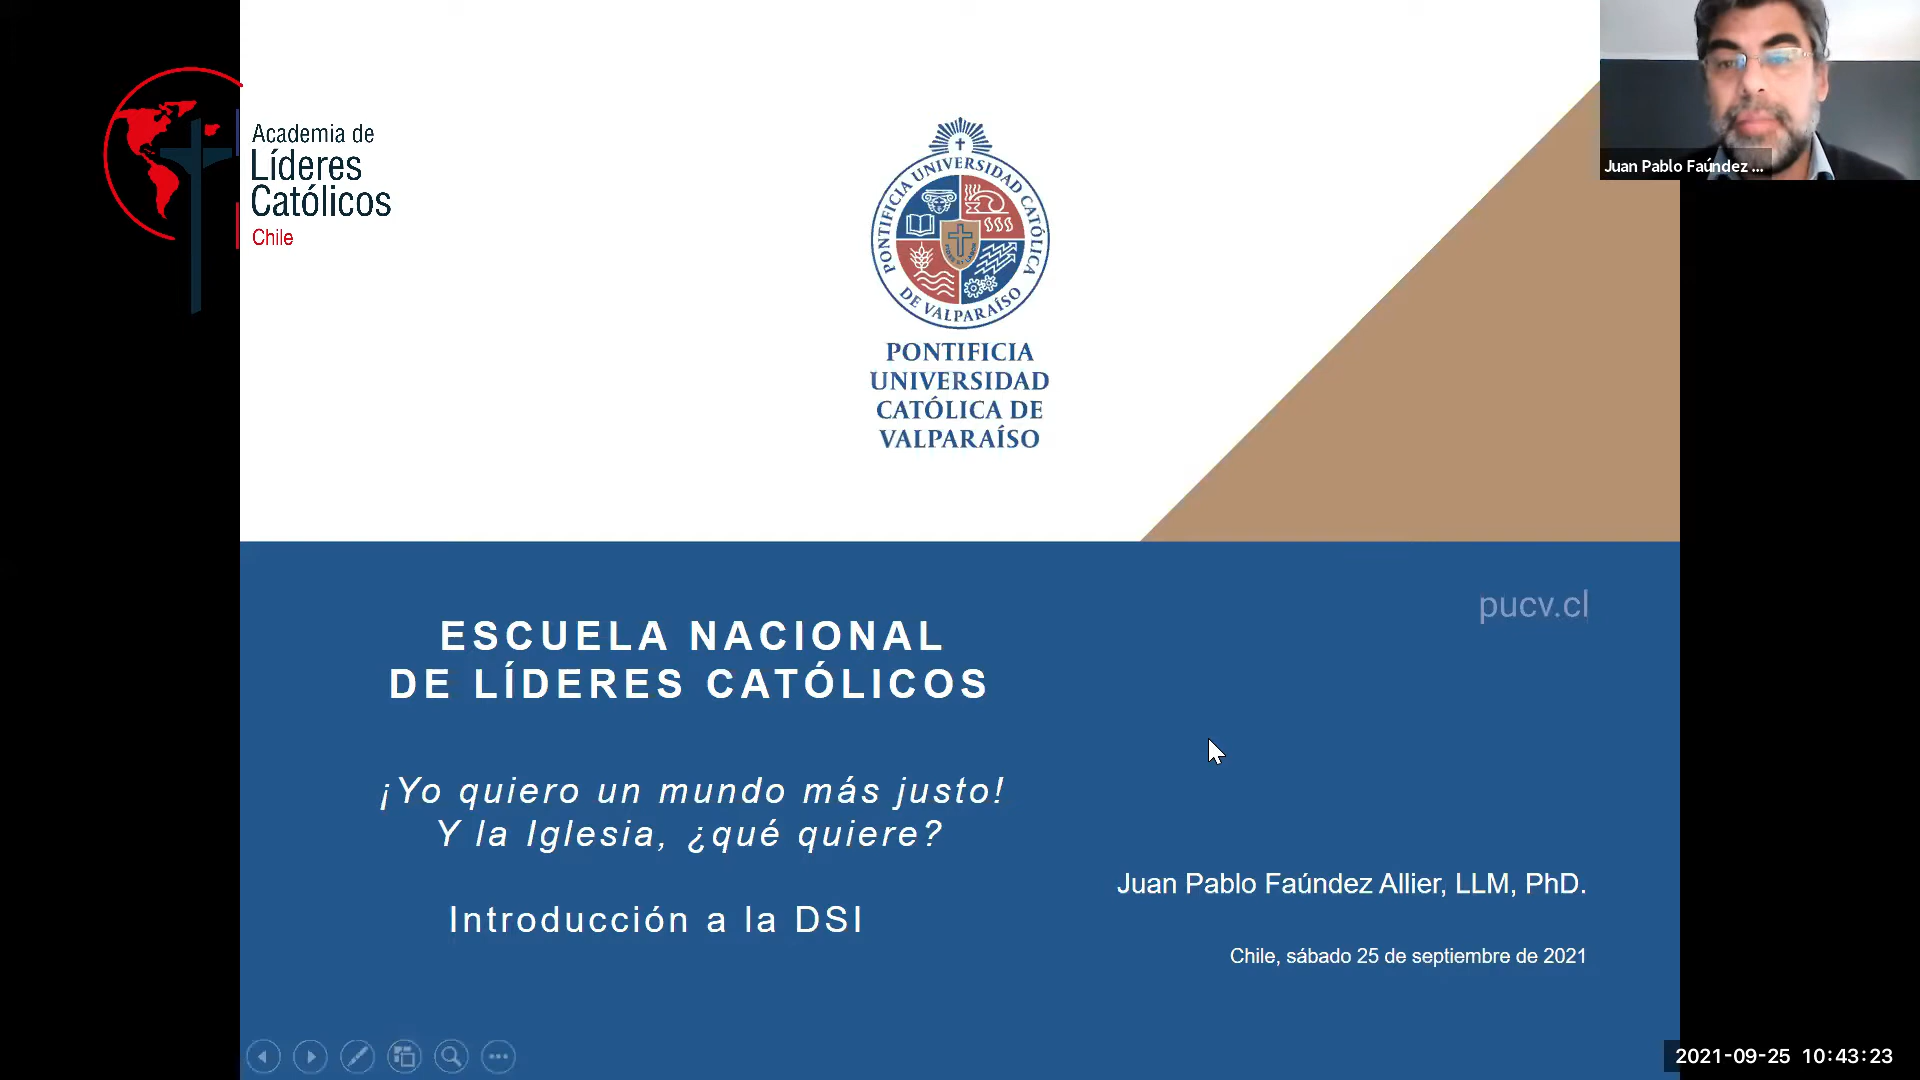 Academia de
Líderes
Católicos
Chile
PONTIFICIA UNIVERSIDAD CATÓLICA
DE VALPARAÍSO
PONTIFICIA
UNIVERSIDAD
CATÓLICA DE
VALPARAÍSO
Juan Pablo Faúndez ...
pucv.cl
ESCUELA NACIONAL
DE LÍDERES CATÓLICOS
¡Yo quiero un mundo más justo!
Y la Iglesia, ¿qué quiere?
Introducción a la DSI
Juan Pablo Faúndez Allier, LLM, PhD.
Chile, sábado 25 de septiembre de 2021
2021-09-25 10:43:23